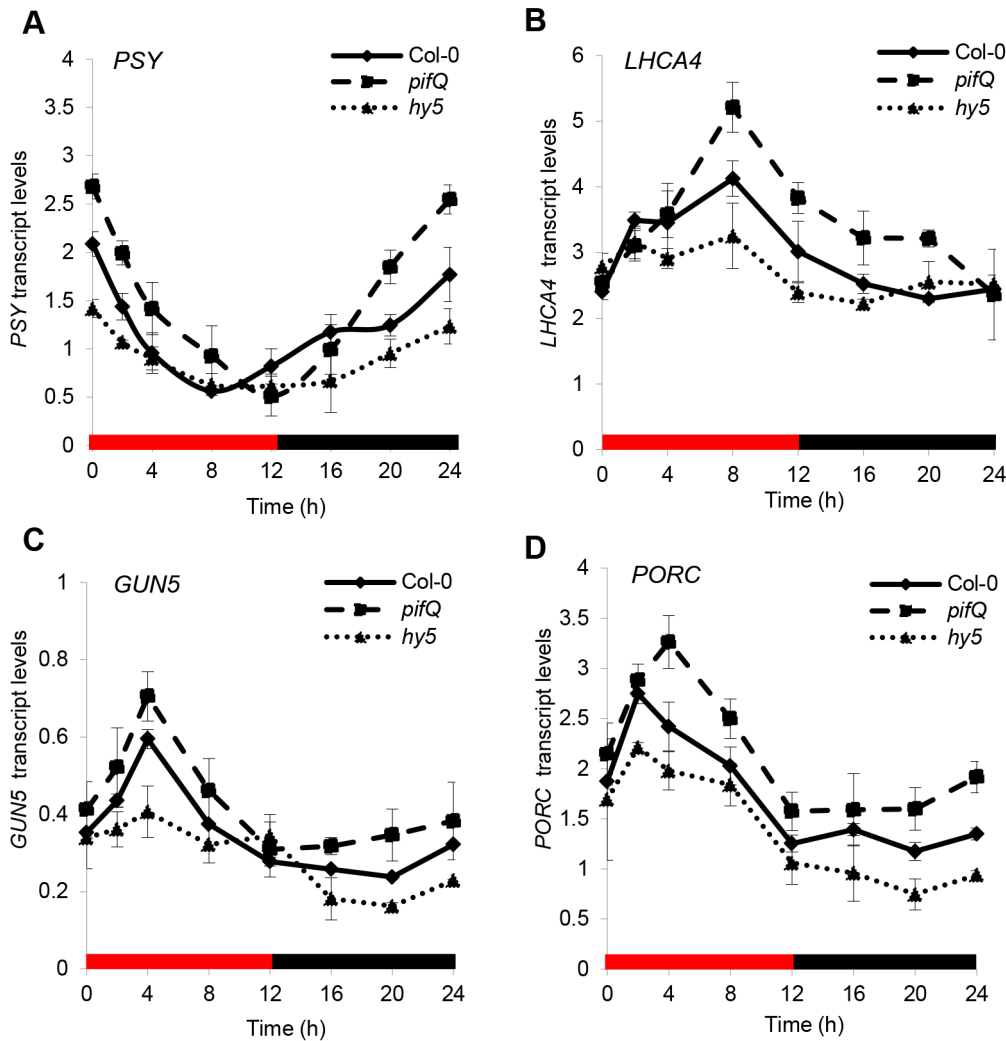 A
PSY
Col-0
pifQ
hy5
PSY transcript levels
4
3.5
3
2.5
2
1.5
1
0.5
0
0 4 8 12 16 20 24
Time (h)
B
LHCA4
Col-0
pifQ
hy5
LHCA4 transcript levels
6
5
4
3
2
1
0
0 4 8 12 16 20 24
Time (h)
C
GUN5
Col-0
pifQ
hy5
GUN5 transcript levels
1
0.8
0.6
0.4
0.2
0
0 4 8 12 16 20 24
Time (h)
D
PORC
Col-0
pifQ
hy5
PORC transcript levels
4
3.5
3
2.5
2
1.5
1
0.5
0
0 4 8 12 16 20 24
Time (h)